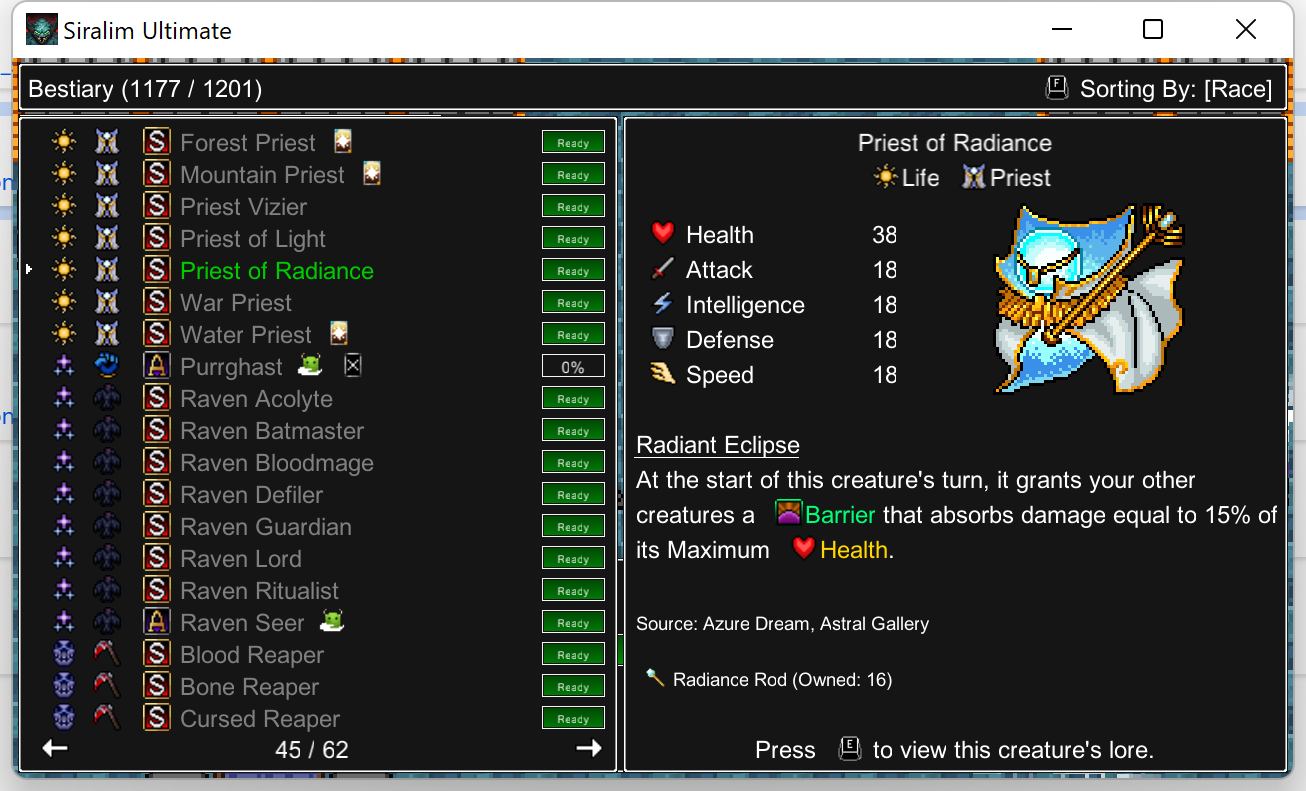 Siralim Ultimate
Bestiary (1177 / 1201)
F Sorting By: [Race]
S Forest Priest Ready
S Mountain Priest Ready
S Priest Vizier Ready
S Priest of Light Ready
S Priest of Radiance Ready
S War Priest Ready
S Water Priest Ready
A Purrghast 0%
S Raven Acolyte Ready
S Raven Batmaster Ready
S Raven Bloodmage Ready
S Raven Defiler Ready
S Raven Guardian Ready
S Raven Lord Ready
S Raven Ritualist Ready
A Raven Seer Ready
S Blood Reaper Ready
S Bone Reaper Ready
S Cursed Reaper Ready
45 / 62
Priest of Radiance
Life Priest
Health 38
Attack 18
Intelligence 18
Defense 18
Speed 18
Radiant Eclipse
At the start of this creature's turn, it grants your other
creatures a Barrier that absorbs damage equal to 15% of
its Maximum Health.
Source: Azure Dream, Astral Gallery
Radiance Rod (Owned: 16)
Press E to view this creature's lore.